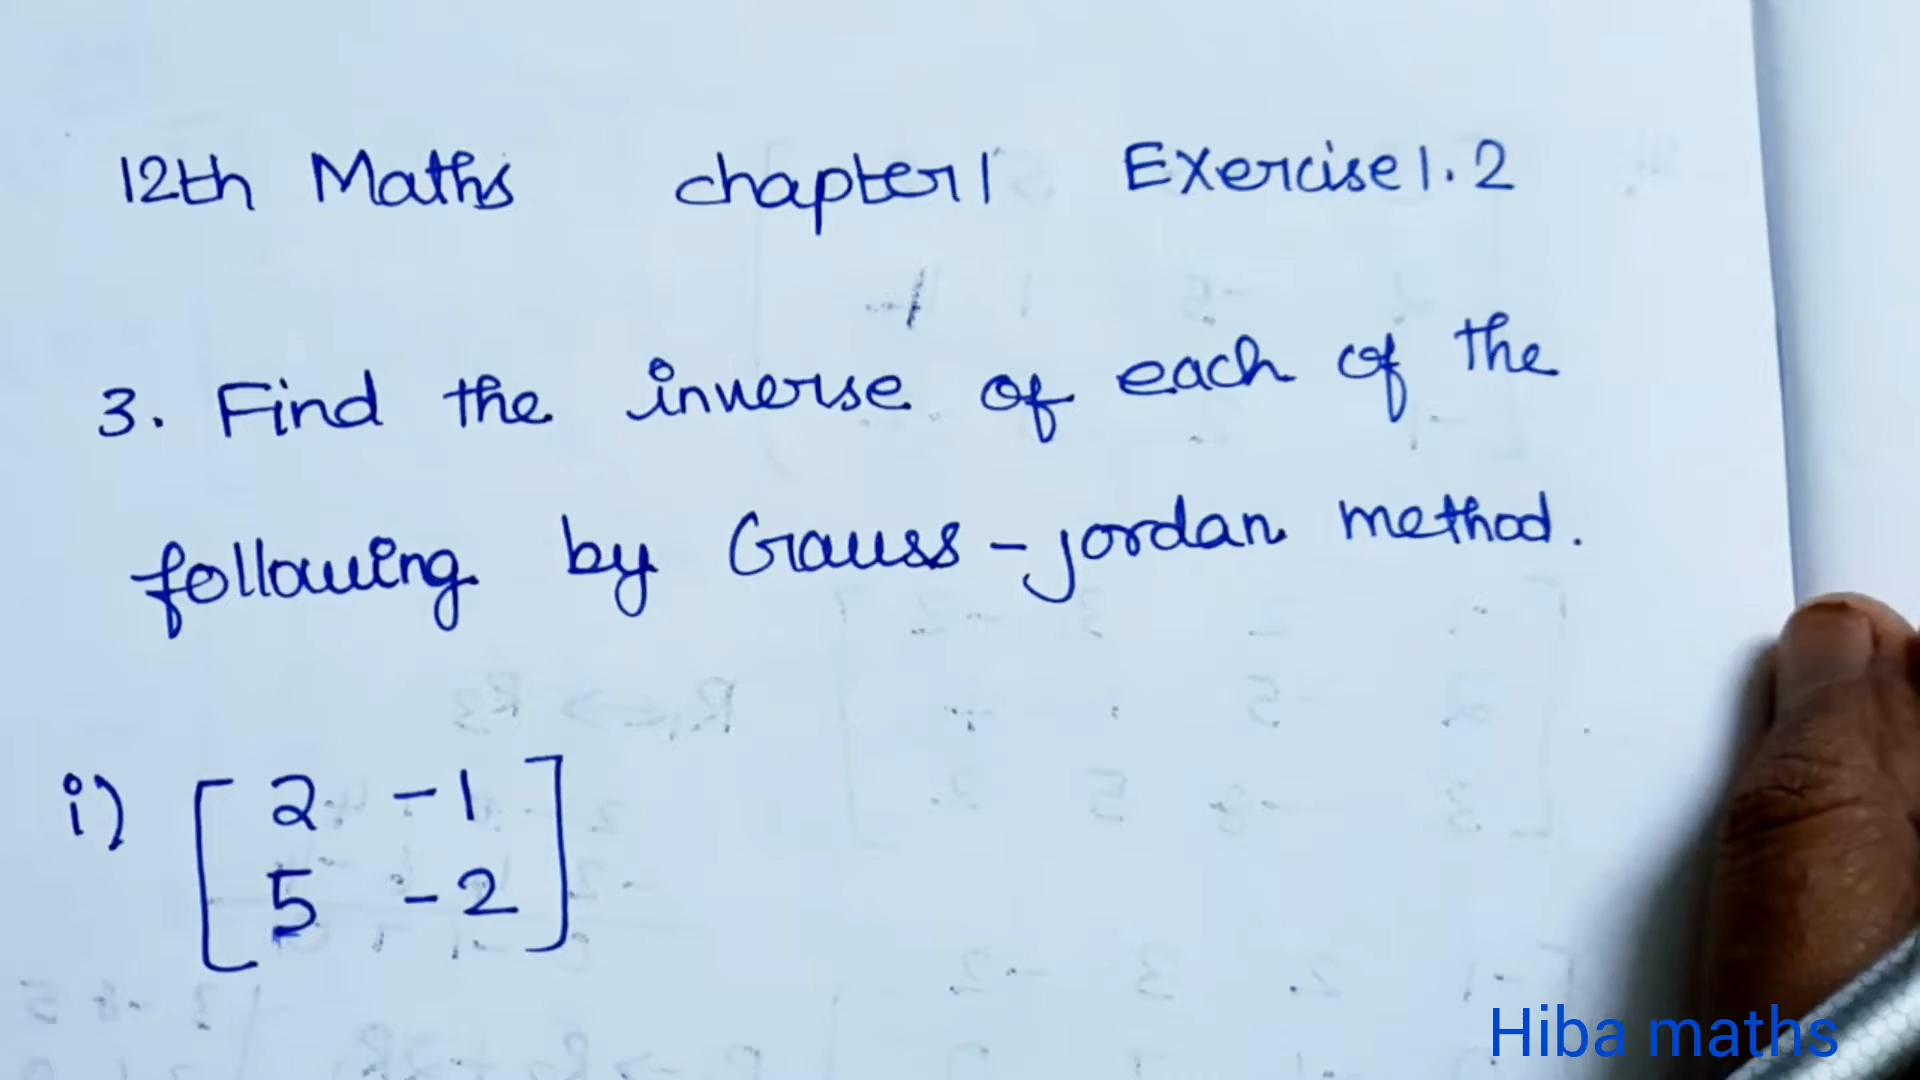 12th Maths chapter 1 Exercise 1.2
3. Find the inverse of each of the
following by Gauss-jordan method.
i) [ 2 -1
5 -2 ]
Hiba maths